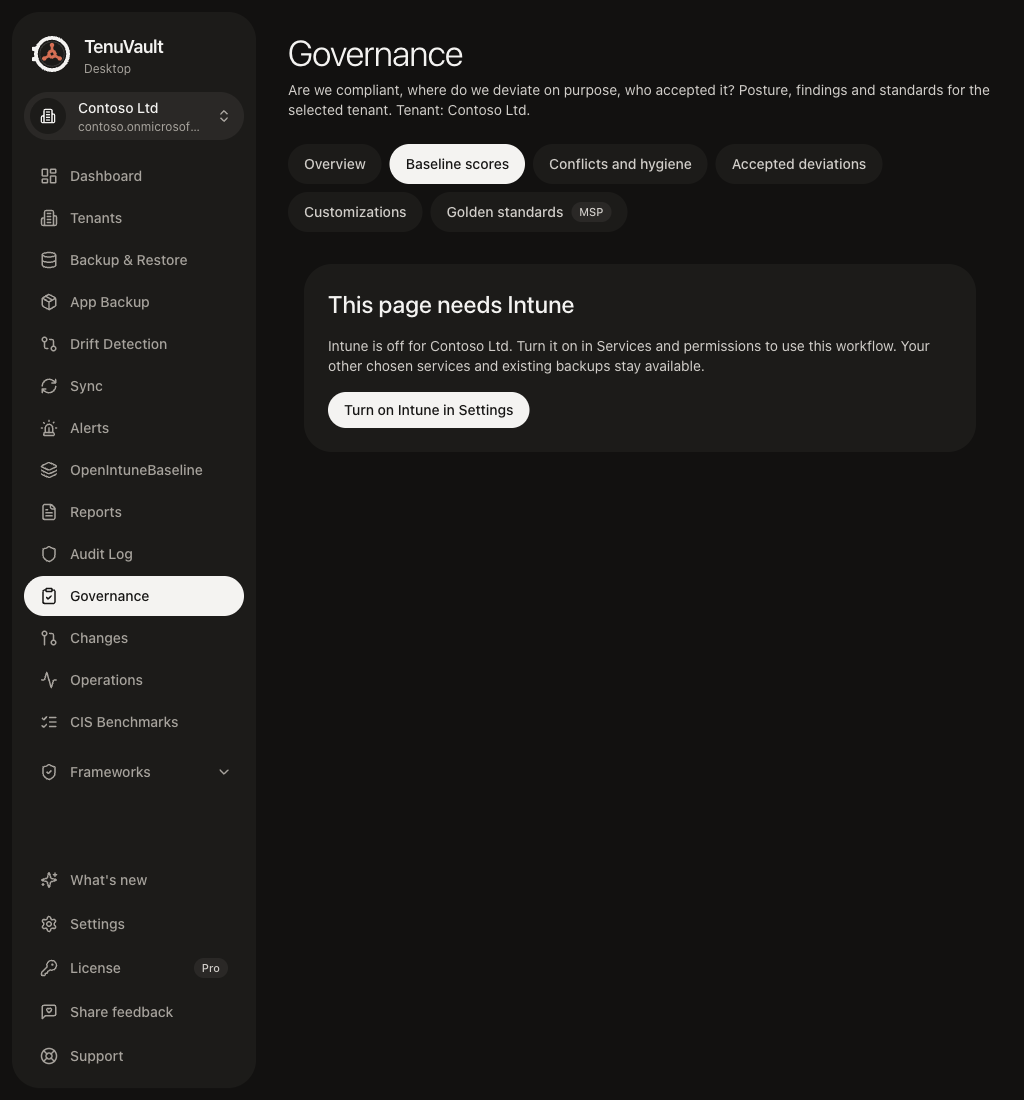 TenuVault
Desktop
Contoso Ltd
contoso.onmicrosof...
Dashboard
Tenants
Backup & Restore
App Backup
Drift Detection
Sync
Alerts
OpenIntuneBaseline
Reports
Audit Log
Governance
Changes
Operations
CIS Benchmarks
Frameworks
What's new
Settings
License Pro
Share feedback
Support
Governance
Are we compliant, where do we deviate on purpose, who accepted it? Posture, findings and standards for the
selected tenant. Tenant: Contoso Ltd.
Overview Baseline scores Conflicts and hygiene Accepted deviations
Customizations Golden standards MSP
This page needs Intune
Intune is off for Contoso Ltd. Turn it on in Services and permissions to use this workflow. Your
other chosen services and existing backups stay available.
Turn on Intune in Settings